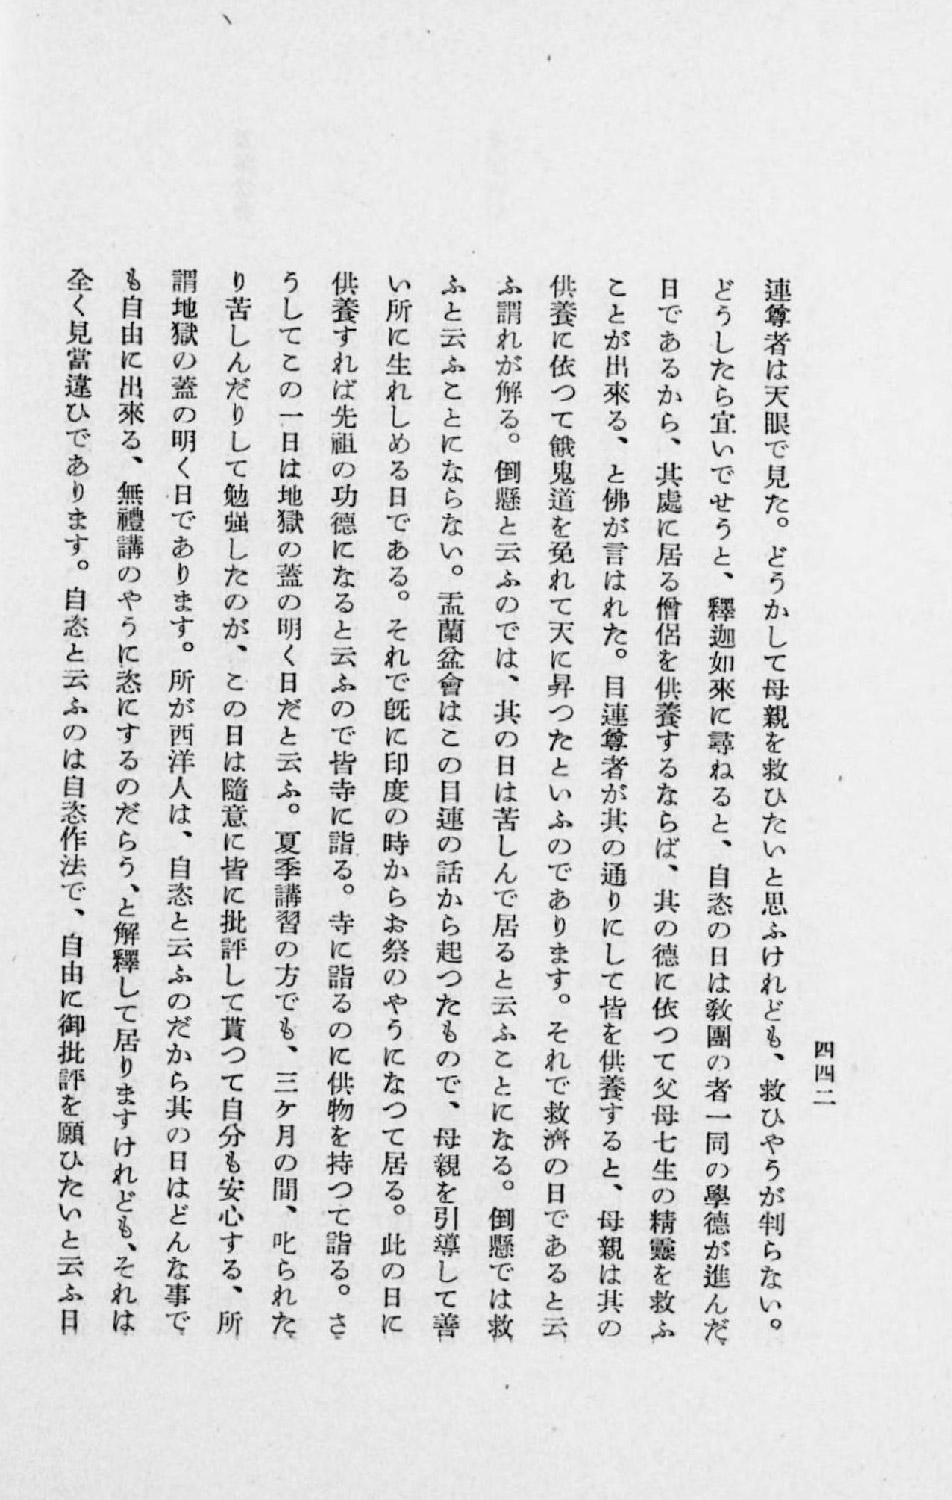 四四二
連尊者は天眼で見た。どうかして母親を救ひたいと思ふけれども、救ひやうが判らない。
どうしたら宜いでせうと、釋迦如來に尋ねると、自恣の日は敎團の者一同の學德が進んだ
日であるから、其處に居る僧侶を供養するならば、其の德に依つて父母七生の精靈を救ふ
ことが出來る、と佛が言はれた。目連尊者が其の通りにして皆を供養すると、母親は其の
供養に依つて餓鬼道を免れて天に昇つたといふのであります。それで救濟の日であると云
ふ謂れが解る。倒懸と云ふのでは、其の日は苦しんで居ると云ふことになる。倒懸では救
ふと云ふことにならない。盂蘭盆會はこの目連の話から起つたもので、母親を引導して善
い所に生れしめる日である。それで旣に印度の時からお祭のやうになつて居る。此の日に
供養すれば先祖の功德になると云ふので皆寺に詣る。寺に詣るのに供物を持つて詣る。さ
うしてこの一日は地獄の蓋の明く日だと云ふ。夏季講習の方でも、三ケ月の間、叱られた
り苦しんだりして勉强したのが、この日は隨意に皆に批評して貰つて自分も安心する、所
謂地獄の蓋の明く日であります。所が西洋人は、自恣と云ふのだから其の日はどんな事で
も自由に出來る、無禮講のやうに恣にするのだらう、と解釋して居りますけれども、それは
全く見當違ひであります。自恣と云ふのは自恣作法で、自由に御批評を願ひたいと云ふ日